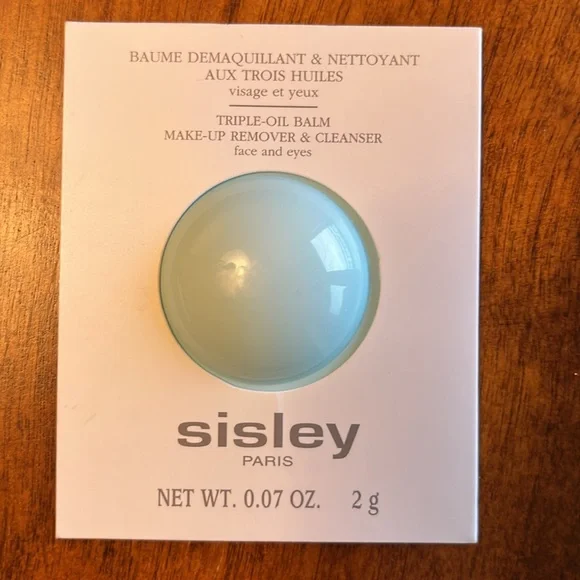 BAUME DEMAQUILLANT & NETTOYANT
AUX TROIS HUILES
visage et yeux
TRIPLE-OIL BALM
MAKE-UP REMOVER & CLEANSER
face and eyes
sisley
PARIS
NET WT. 0.07 OZ. 2 g